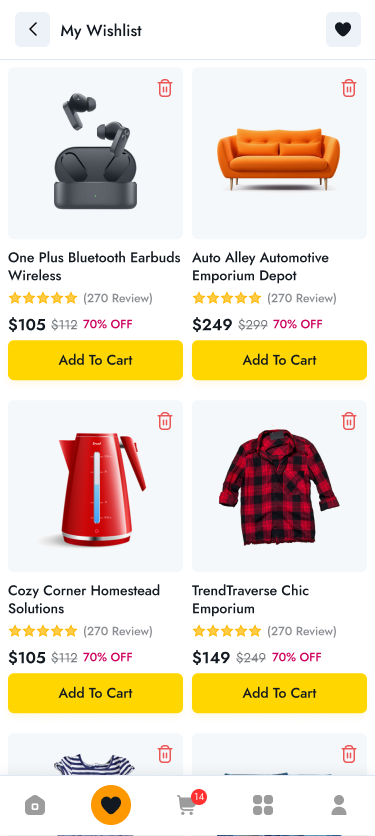 My Wishlist
One Plus Bluetooth Earbuds
Wireless
(270 Review)
$105 $112 70% OFF
Add To Cart
Auto Alley Automotive
Emporium Depot
(270 Review)
$249 $299 70% OFF
Add To Cart
Cozy Corner Homestead
Solutions
(270 Review)
$105 $112 70% OFF
Add To Cart
TrendTraverse Chic
Emporium
(270 Review)
$149 $249 70% OFF
Add To Cart
14